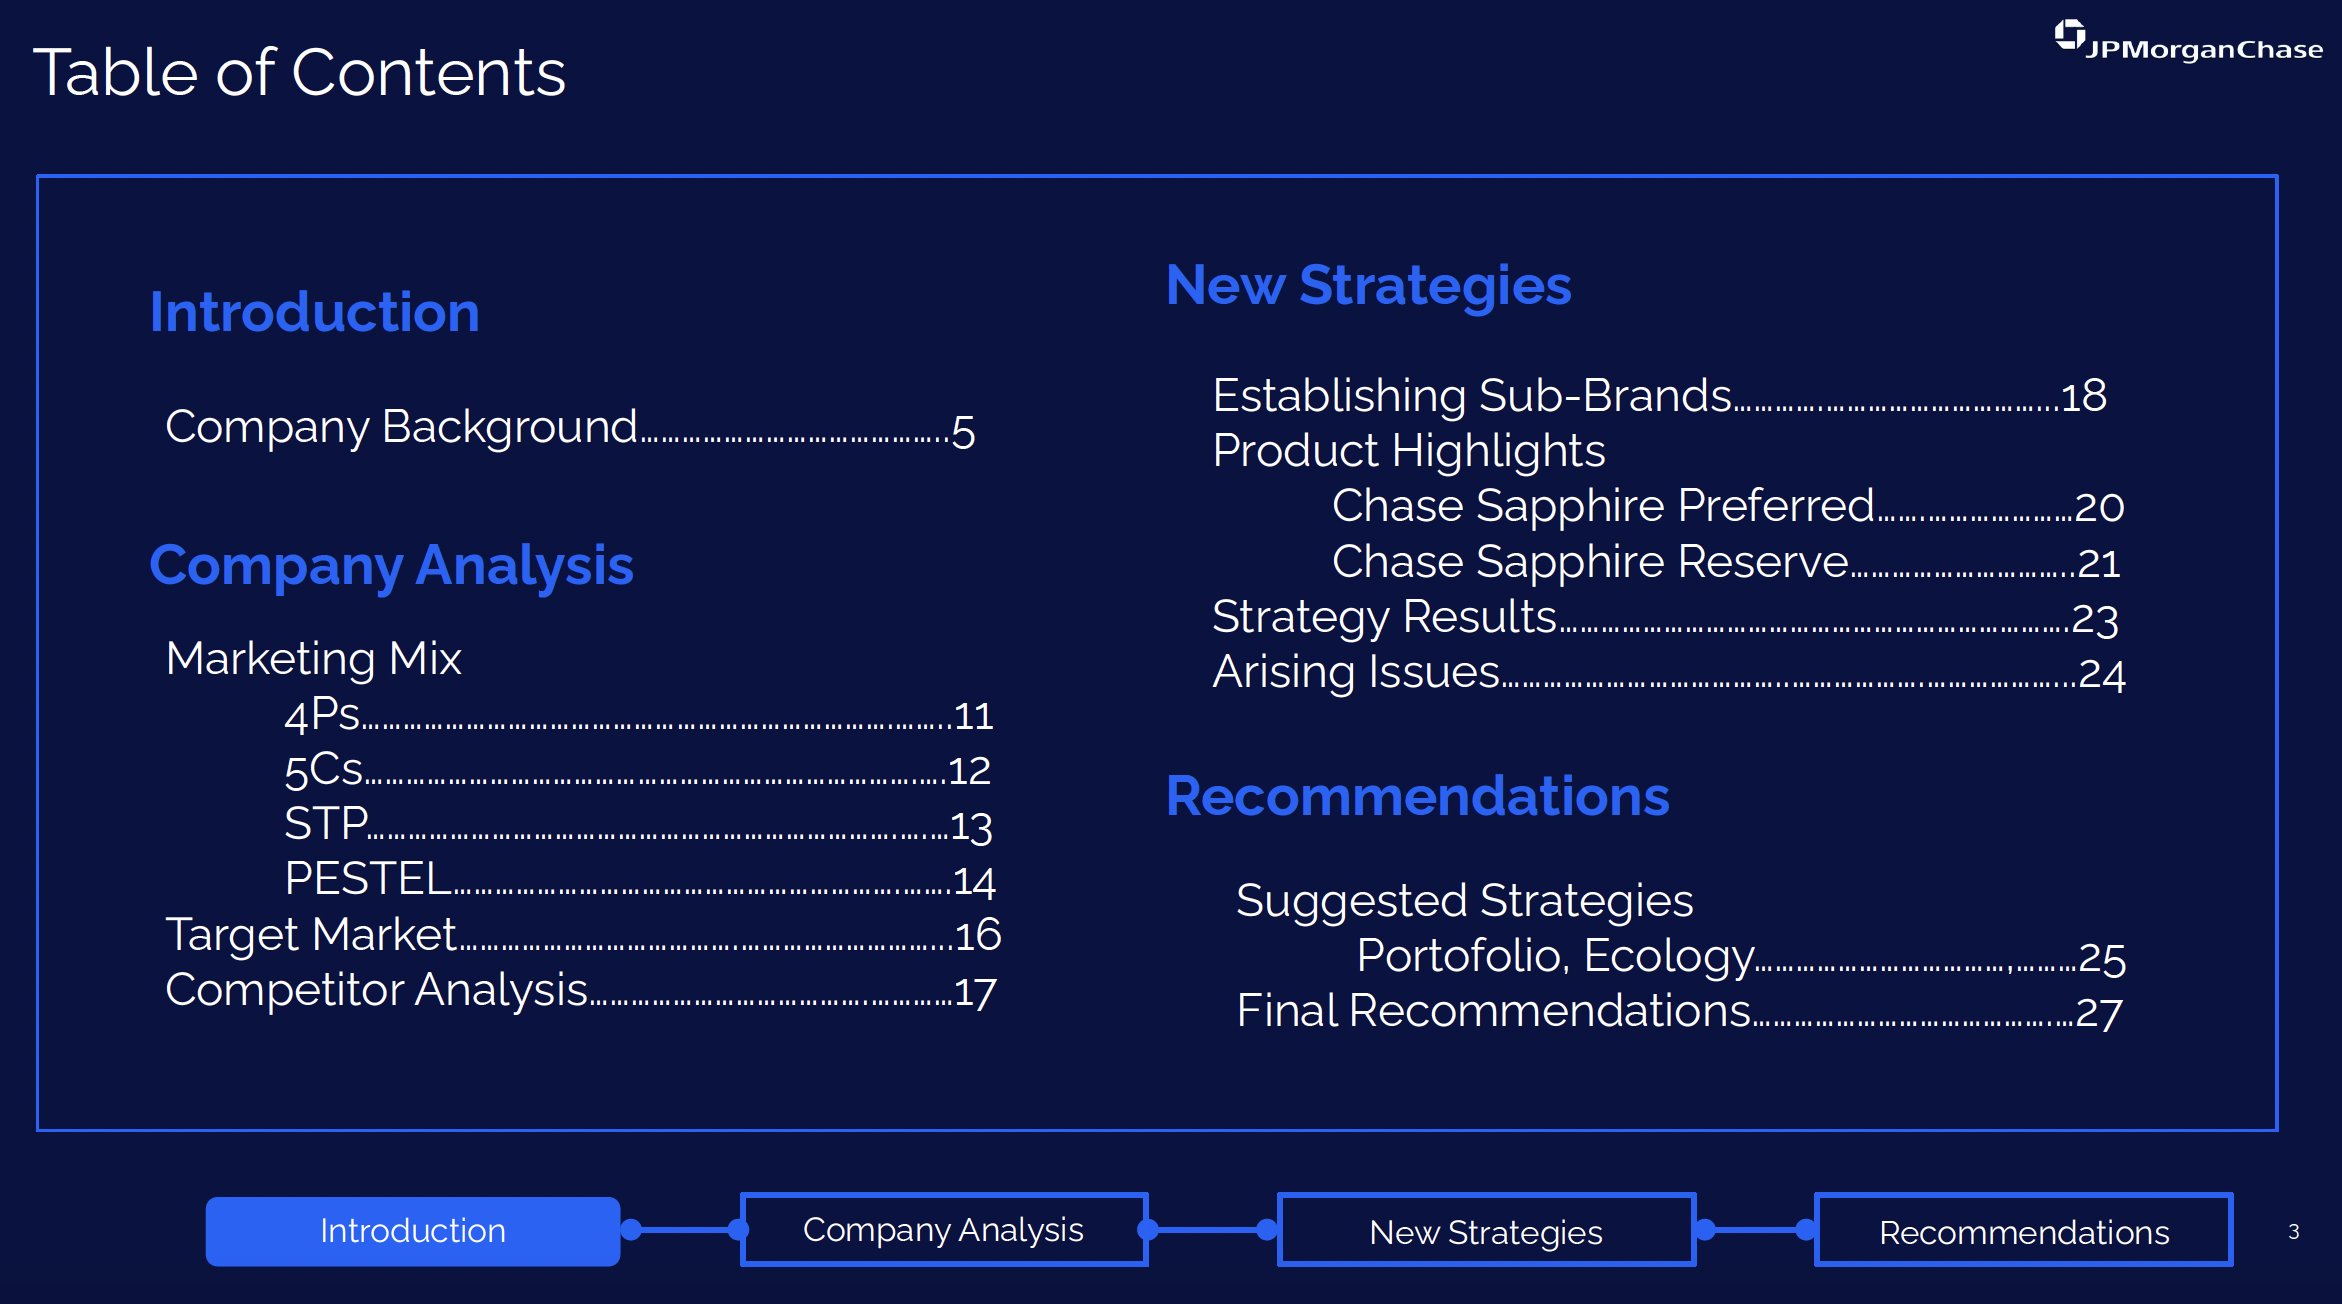 Table of Contents
JPMorganChase
Introduction
Company Background..................................5
Company Analysis
Marketing Mix
4Ps..................................................11
5Cs..................................................12
STP..................................................13
PESTEL..................................................14
Target Market..................................................16
Competitor Analysis..................................17
New Strategies
Establishing Sub-Brands..................................18
Product Highlights
Chase Sapphire Preferred....................20
Chase Sapphire Reserve......................21
Strategy Results..................................................23
Arising Issues..................................................24
Recommendations
Suggested Strategies
Portofolio, Ecology........................,.........25
Final Recommendations..............................27
Introduction
Company Analysis
New Strategies
Recommendations
3